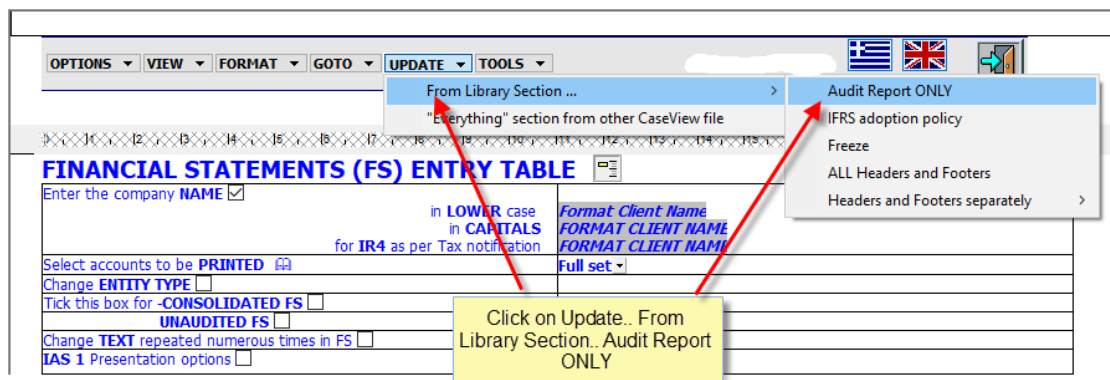 OPTIONS VIEW FORMAT GOTO UPDATE TOOLS
From Library Section ...
"Everything" section from other CaseView file
Audit Report ONLY
IFRS adoption policy
Freeze
ALL Headers and Footers
Headers and Footers separately
FINANCIAL STATEMENTS (FS) ENTRY TABLE
Enter the company NAME
in LOWER case Format Client Name
in CAPITALS FORMAT CLIENT NAME
for IR4 as per Tax notification FORMAT CLIENT NAME
Select accounts to be PRINTED Full set
Change ENTITY TYPE
Tick this box for -CONSOLIDATED FS
UNAUDITED FS
Change TEXT repeated numerous times in FS
IAS 1 Presentation options
Click on Update.. From
Library Section.. Audit Report
ONLY